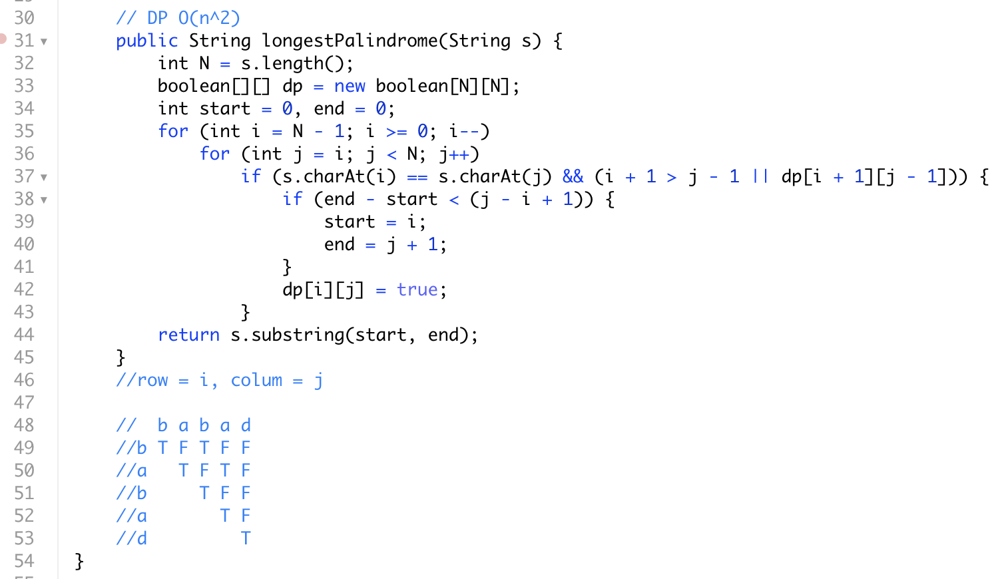 30 // DP O(n^2)
31 ▼ public String longestPalindrome(String s) {
32 int N = s.length();
33 boolean[][] dp = new boolean[N][N];
34 int start = 0, end = 0;
35 for (int i = N - 1; i >= 0; i--)
36 for (int j = i; j < N; j++)
37 ▼ if (s.charAt(i) == s.charAt(j) && (i + 1 > j - 1 || dp[i + 1][j - 1])) {
38 ▼ if (end - start < (j - i + 1)) {
39 start = i;
40 end = j + 1;
41 }
42 dp[i][j] = true;
43 }
44 return s.substring(start, end);
45 }
46 //row = i, colum = j
47
48 //  b a b a d
49 //b T F T F F
50 //a   T F T F
51 //b     T F F
52 //a       T F
53 //d         T
54 }